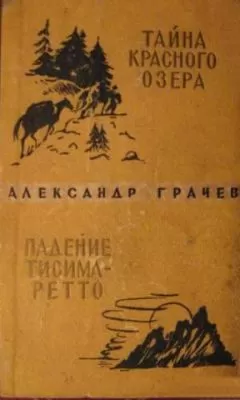 ТАЙНА
КРАСНОГО
ОЗЕРА
АЛЕКСАНДР ГРАЧЕВ
ПАДЕНИЕ
ТИСИМА-
РЕТТО